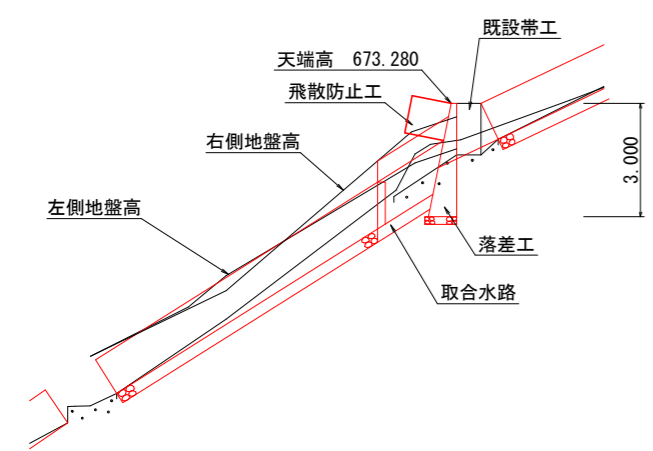 既設帯工
天端高 673.280
飛散防止工
右側地盤高
3.000
左側地盤高
落差工
取合水路